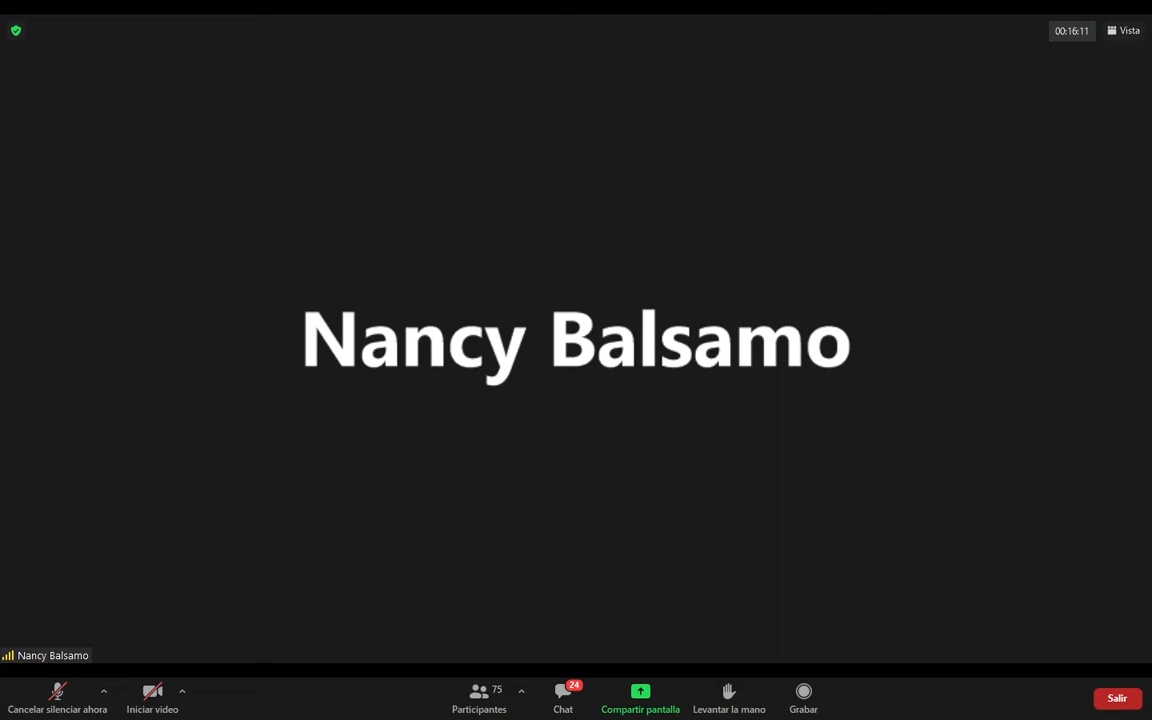 00:16:11
Vista
Nancy Balsamo
Nancy Balsamo
75
24
Cancelar silenciar ahora
Iniciar video
Participantes
Chat
Compartir pantalla
Levantar la mano
Grabar
Salir